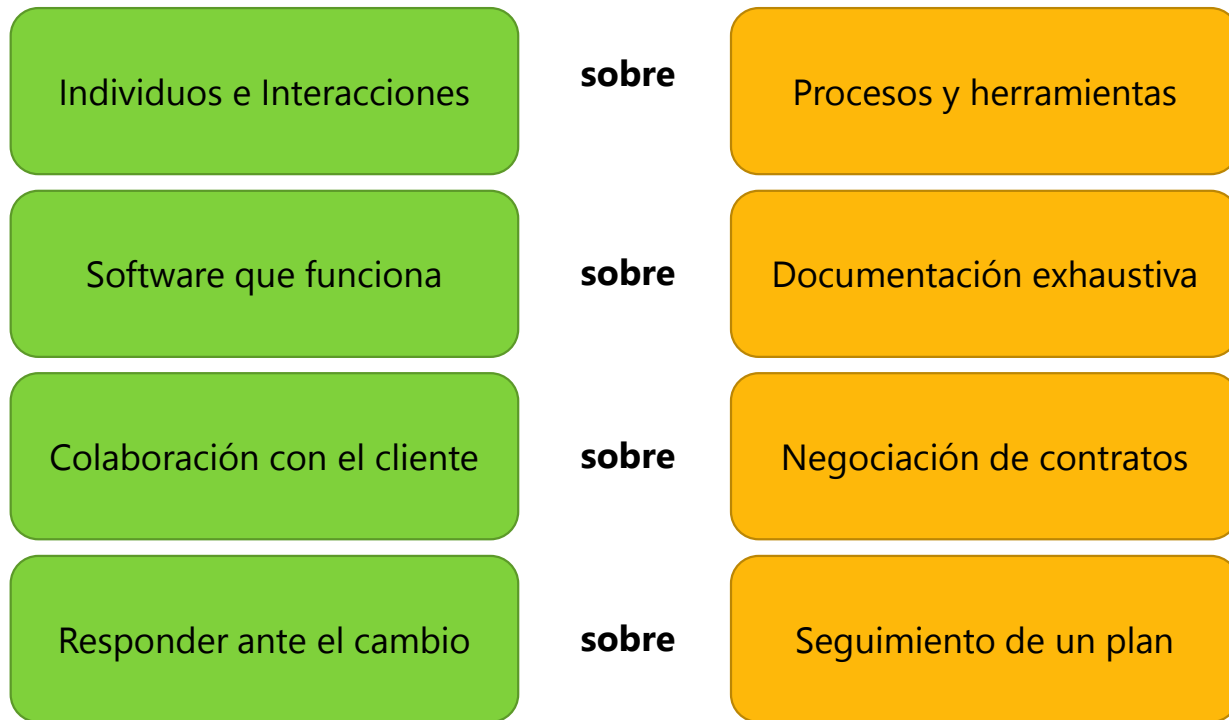 Individuos e Interacciones sobre Procesos y herramientas
Software que funciona sobre Documentación exhaustiva
Colaboración con el cliente sobre Negociación de contratos
Responder ante el cambio sobre Seguimiento de un plan